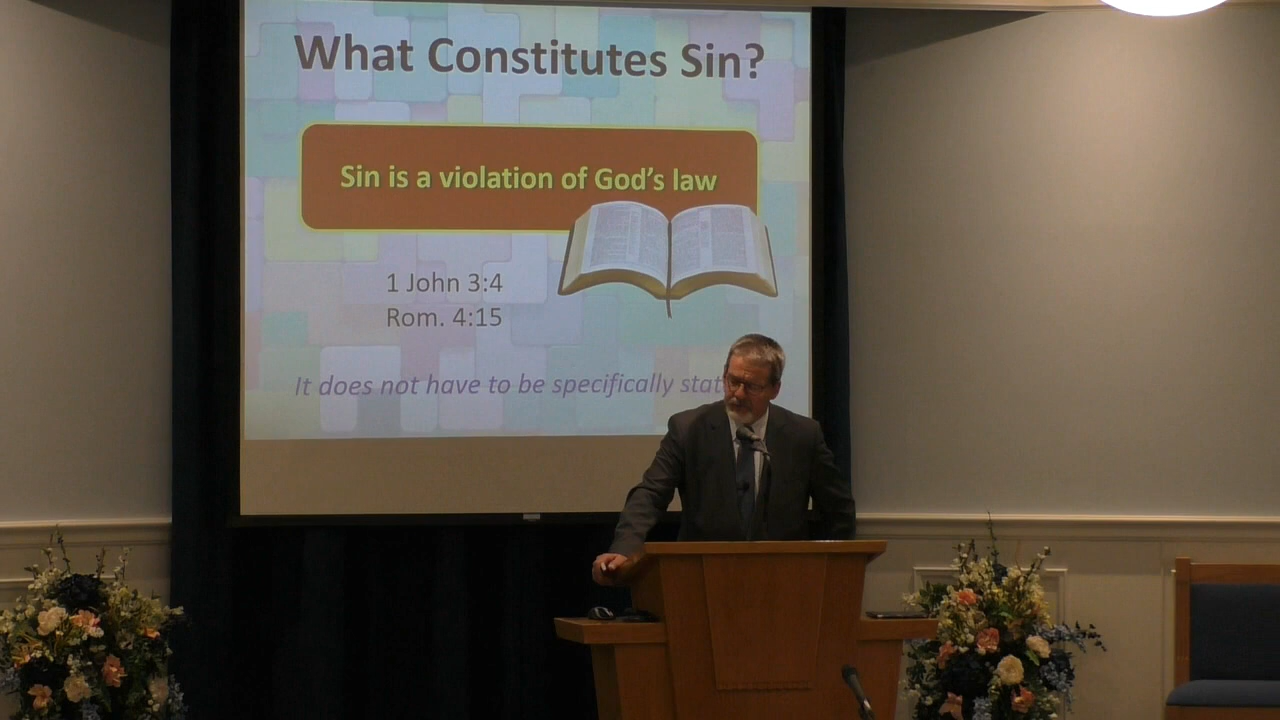 What Constitutes Sin?
Sin is a violation of God's law
1 John 3:4
Rom. 4:15
It does not have to be specifically